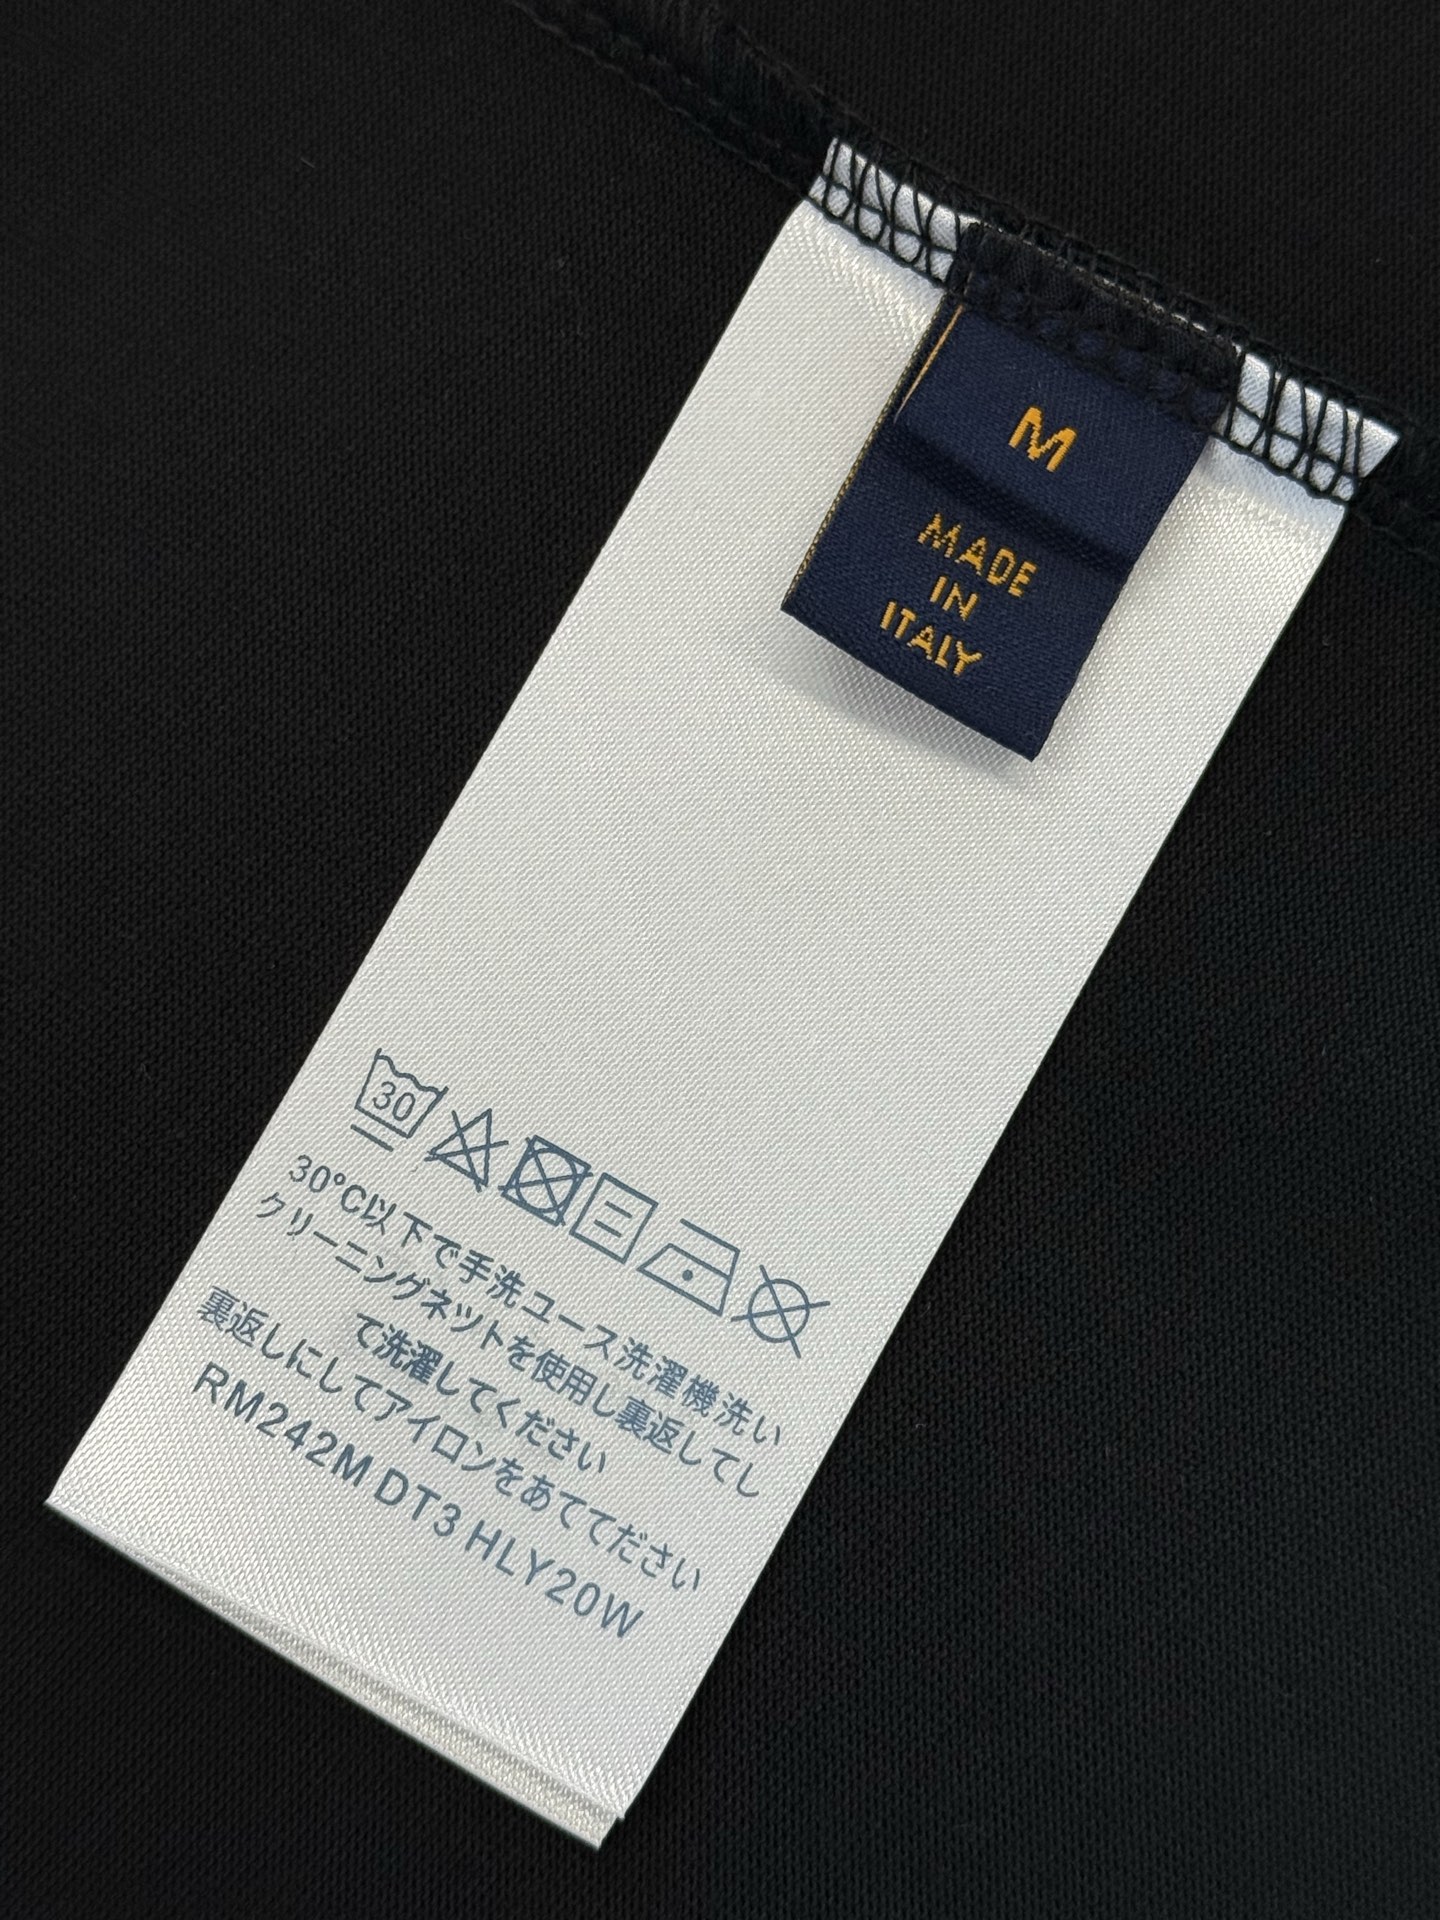 M
MADE
IN
ITALY
30
30°C以下で手洗コース洗濯機洗い
クリーニングネットを使用し裏返してし
て洗濯してください
裏返しにしてアイロンをあててださい
RM242M DT3 HLY20W